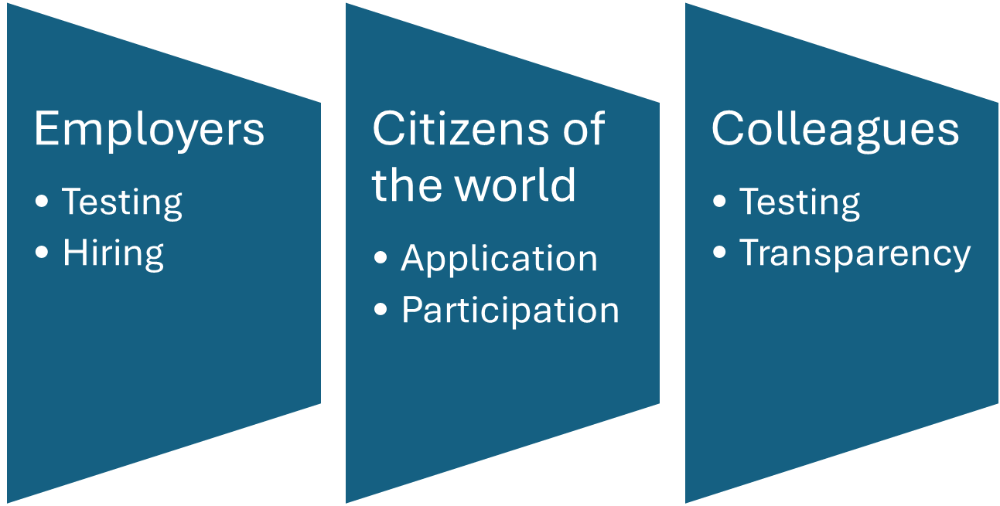 Employers
• Testing
• Hiring
Citizens of
the world
• Application
• Participation
Colleagues
• Testing
• Transparency